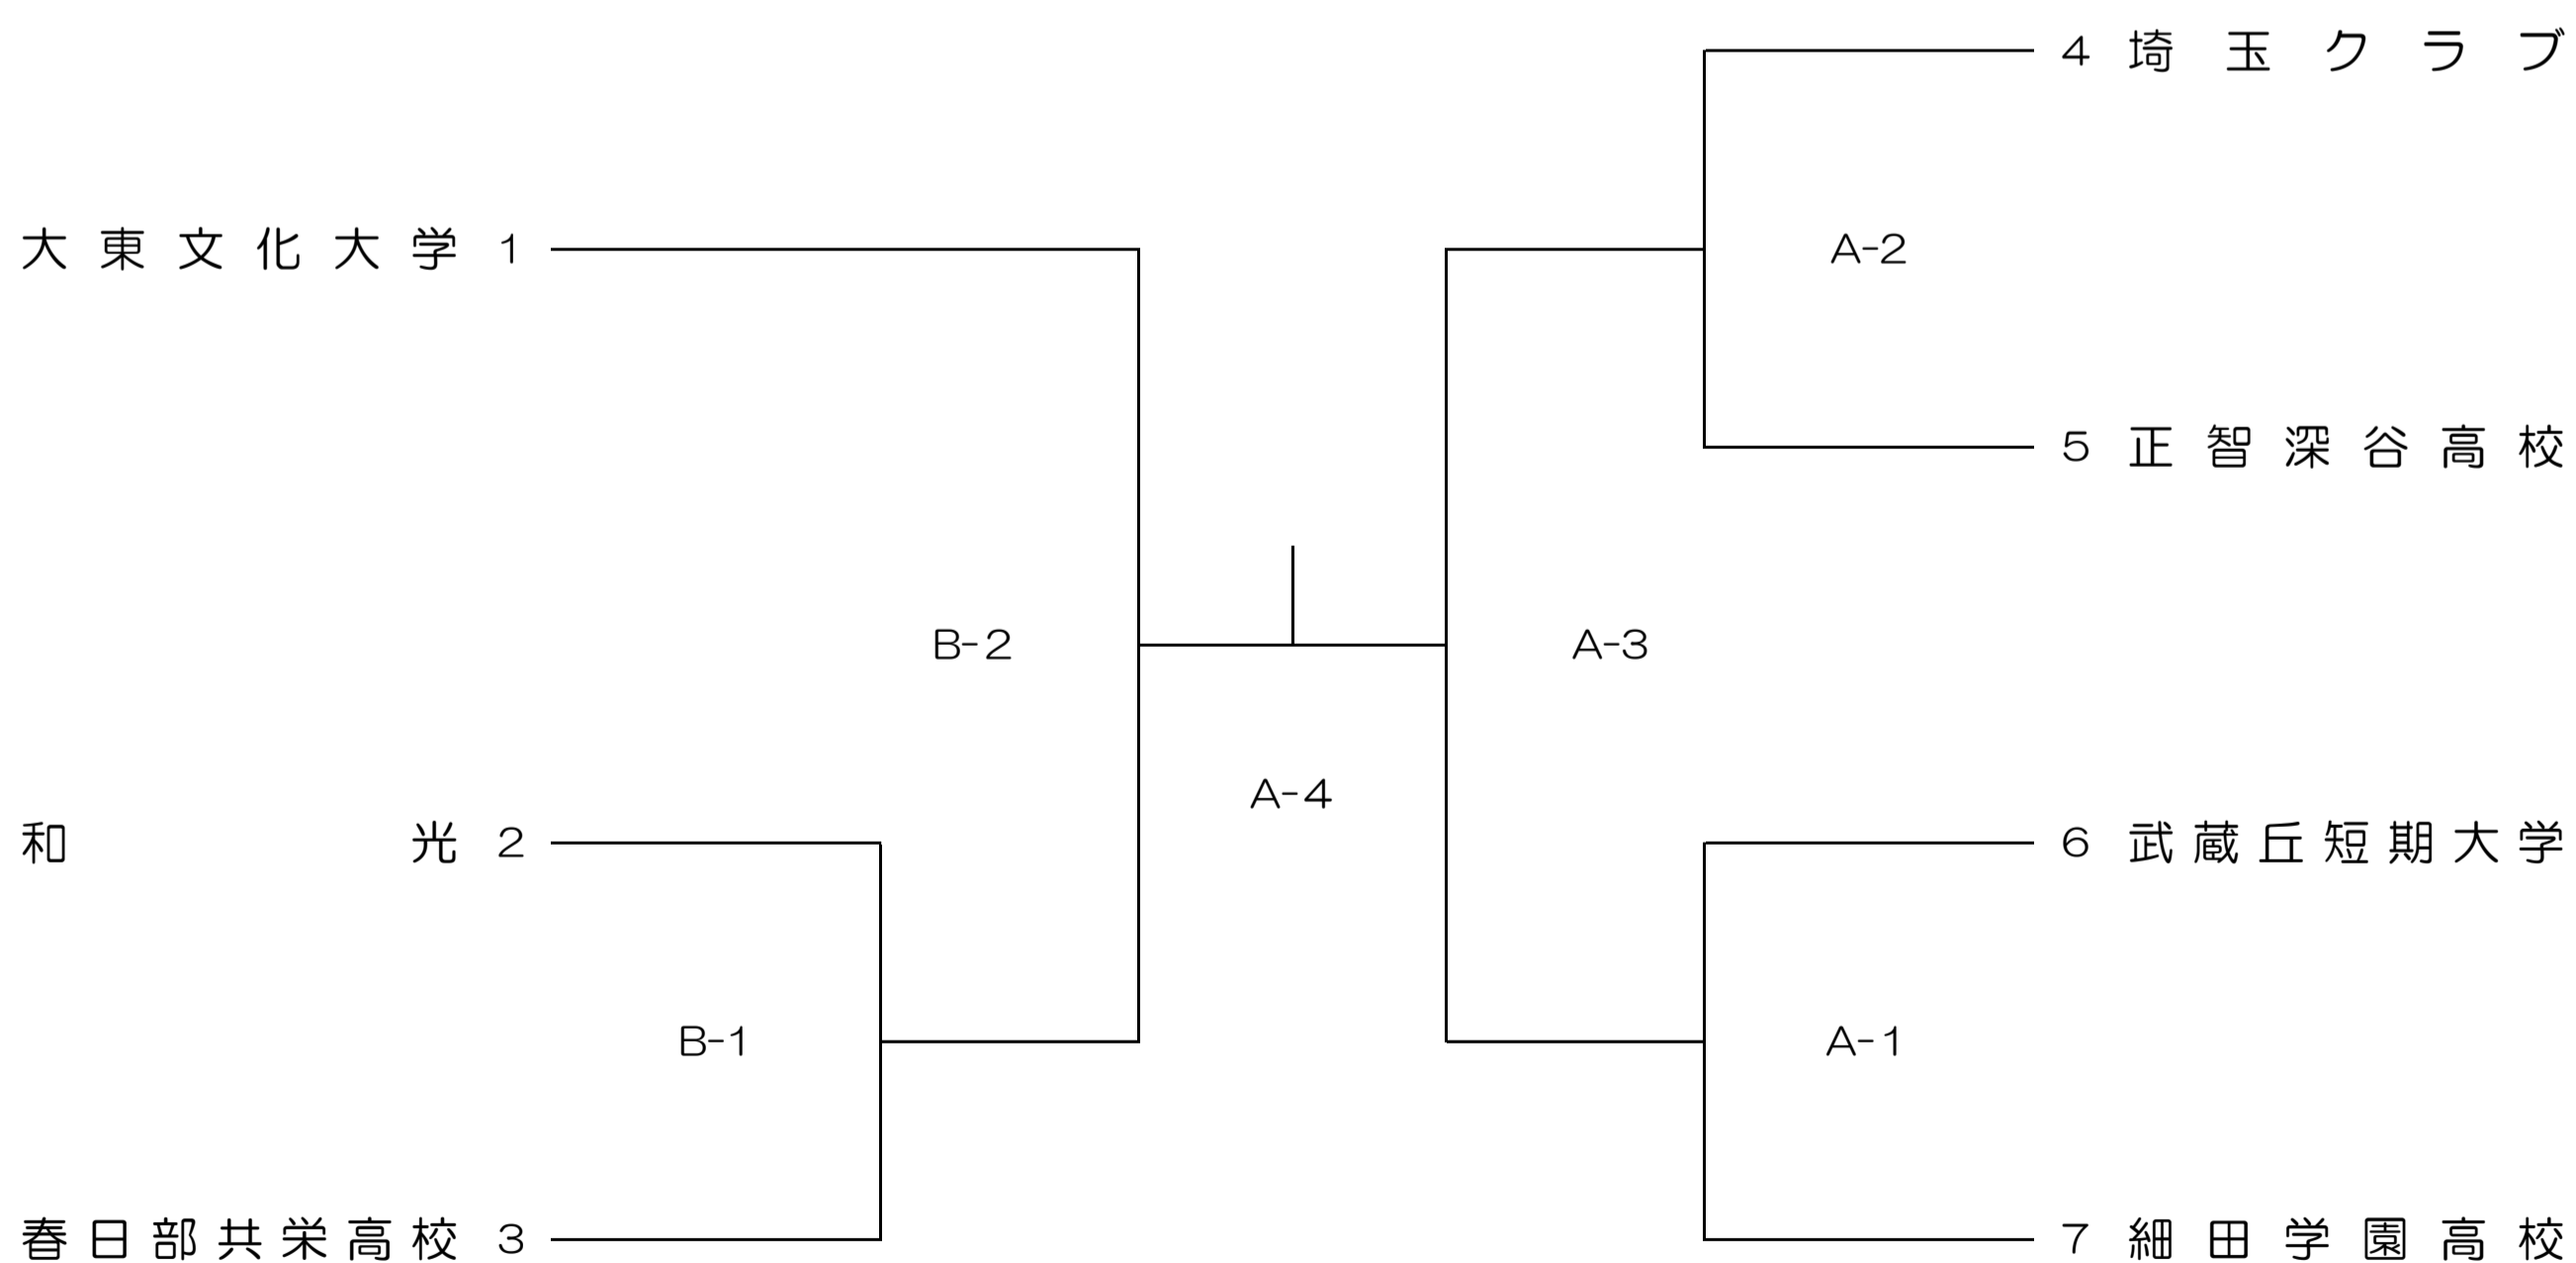 4 埼玉クラブ
大東文化大学 1
A-2
5 正智深谷高校
B-2
A-3
A-4
和光 2
6 武蔵丘短期大学
B-1
A-1
春日部共栄高校 3
7 細田学園高校